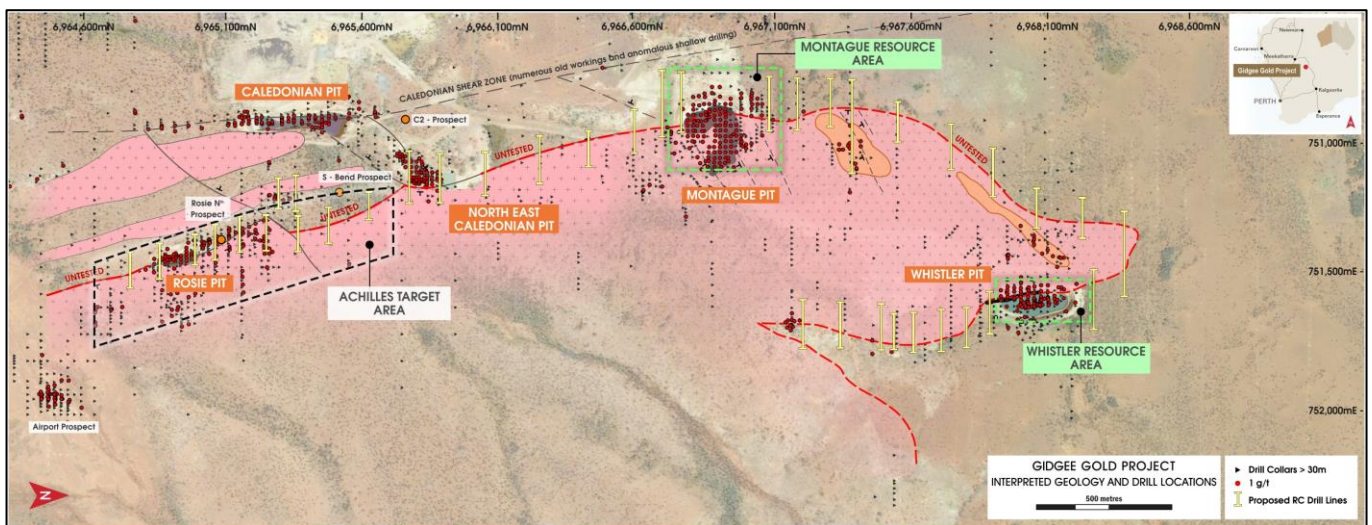 6,964,600mN
6,965,100mN
6,965,600mN
6,966,100mN
6,966,600mN
6,967,100mN
6,967,600mN
6,968,100mN
6,968,600mN
Newman
Carnarvon
Meekatharra
Gidgee Gold Project
Kalgoorlie
PERTH
Esperance
MONTAGUE RESOURCE
AREA
CALEDONIAN SHEAR ZONE (numerous old workings and anomalous shallow drilling)
CALEDONIAN PIT
C2 - Prospect
751,000mE
UNTESTED
S - Bend Prospect
Rosie Nth
Prospect
UNTESTED
NORTH EAST
CALEDONIAN PIT
MONTAGUE PIT
UNTESTED
ROSIE PIT
ACHILLES TARGET
AREA
WHISTLER PIT
751,500mE
WHISTLER RESOURCE
AREA
Airport Prospect
752,000mE
N
GIDGEE GOLD PROJECT
INTERPRETED GEOLOGY AND DRILL LOCATIONS
500 metres
Drill Collars > 30m
1 g/t
Proposed RC Drill Lines